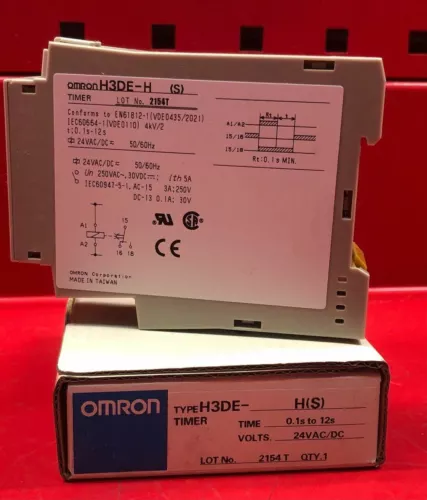 OMRON H3DE-H (S)
TIMER LOT No. 2154T
Conforms to EN61812-1(VDE0435/2021)
(IEC60664-1(VDE0110) 4kV/2
t:0.1s-12s
24VAC/DC 50/60Hz
24VAC/DC 50/60Hz
250VAC~,30VDC Ith 5A
IEC60947-5-1,AC-15 3A;250V
DC-13 0.1A; 30V
A1/A2
15/18
15/16
Rt
t
Rt:0.1s MIN.
A1
A2
15
16 18
UR US
SA
CE
OMRON Corporation
MADE IN TAIWAN
OMRON
TYPE H3DE- H(S)
TIMER TIME 0.1s to 12s
VOLTS. 24VAC/DC
LOT No. 2154 T QTY.1